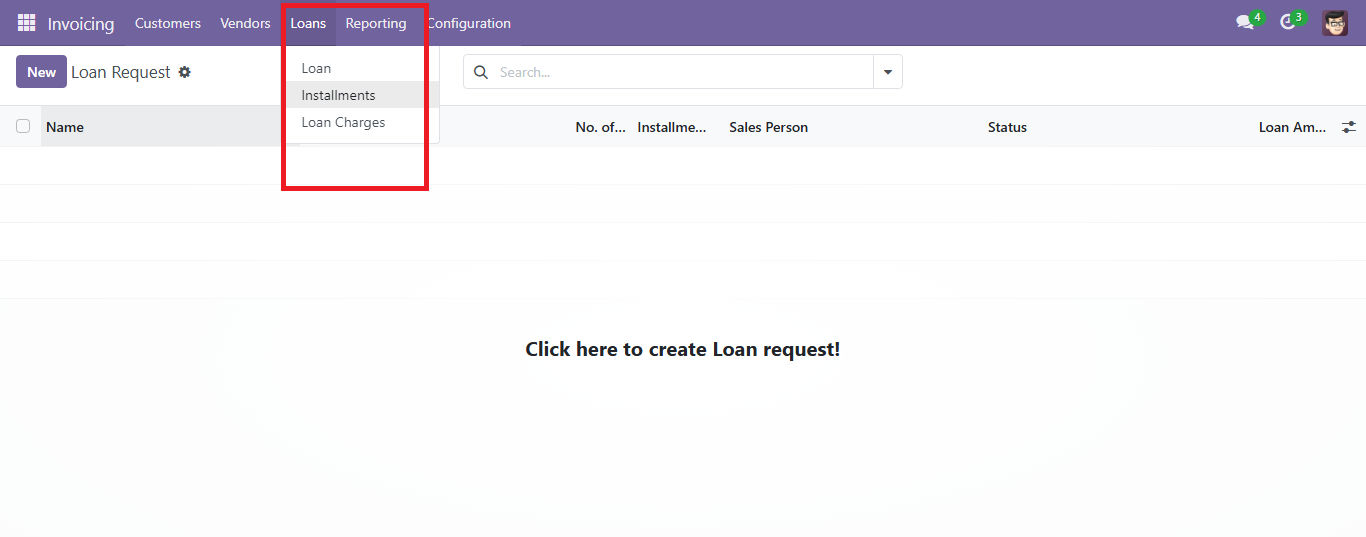 Invoicing Customers Vendors Loans Reporting Configuration 4 3
New Loan Request Search...
Loan
Installments
Loan Charges
Name No. of... Installme... Sales Person Status Loan Am...
Click here to create Loan request!